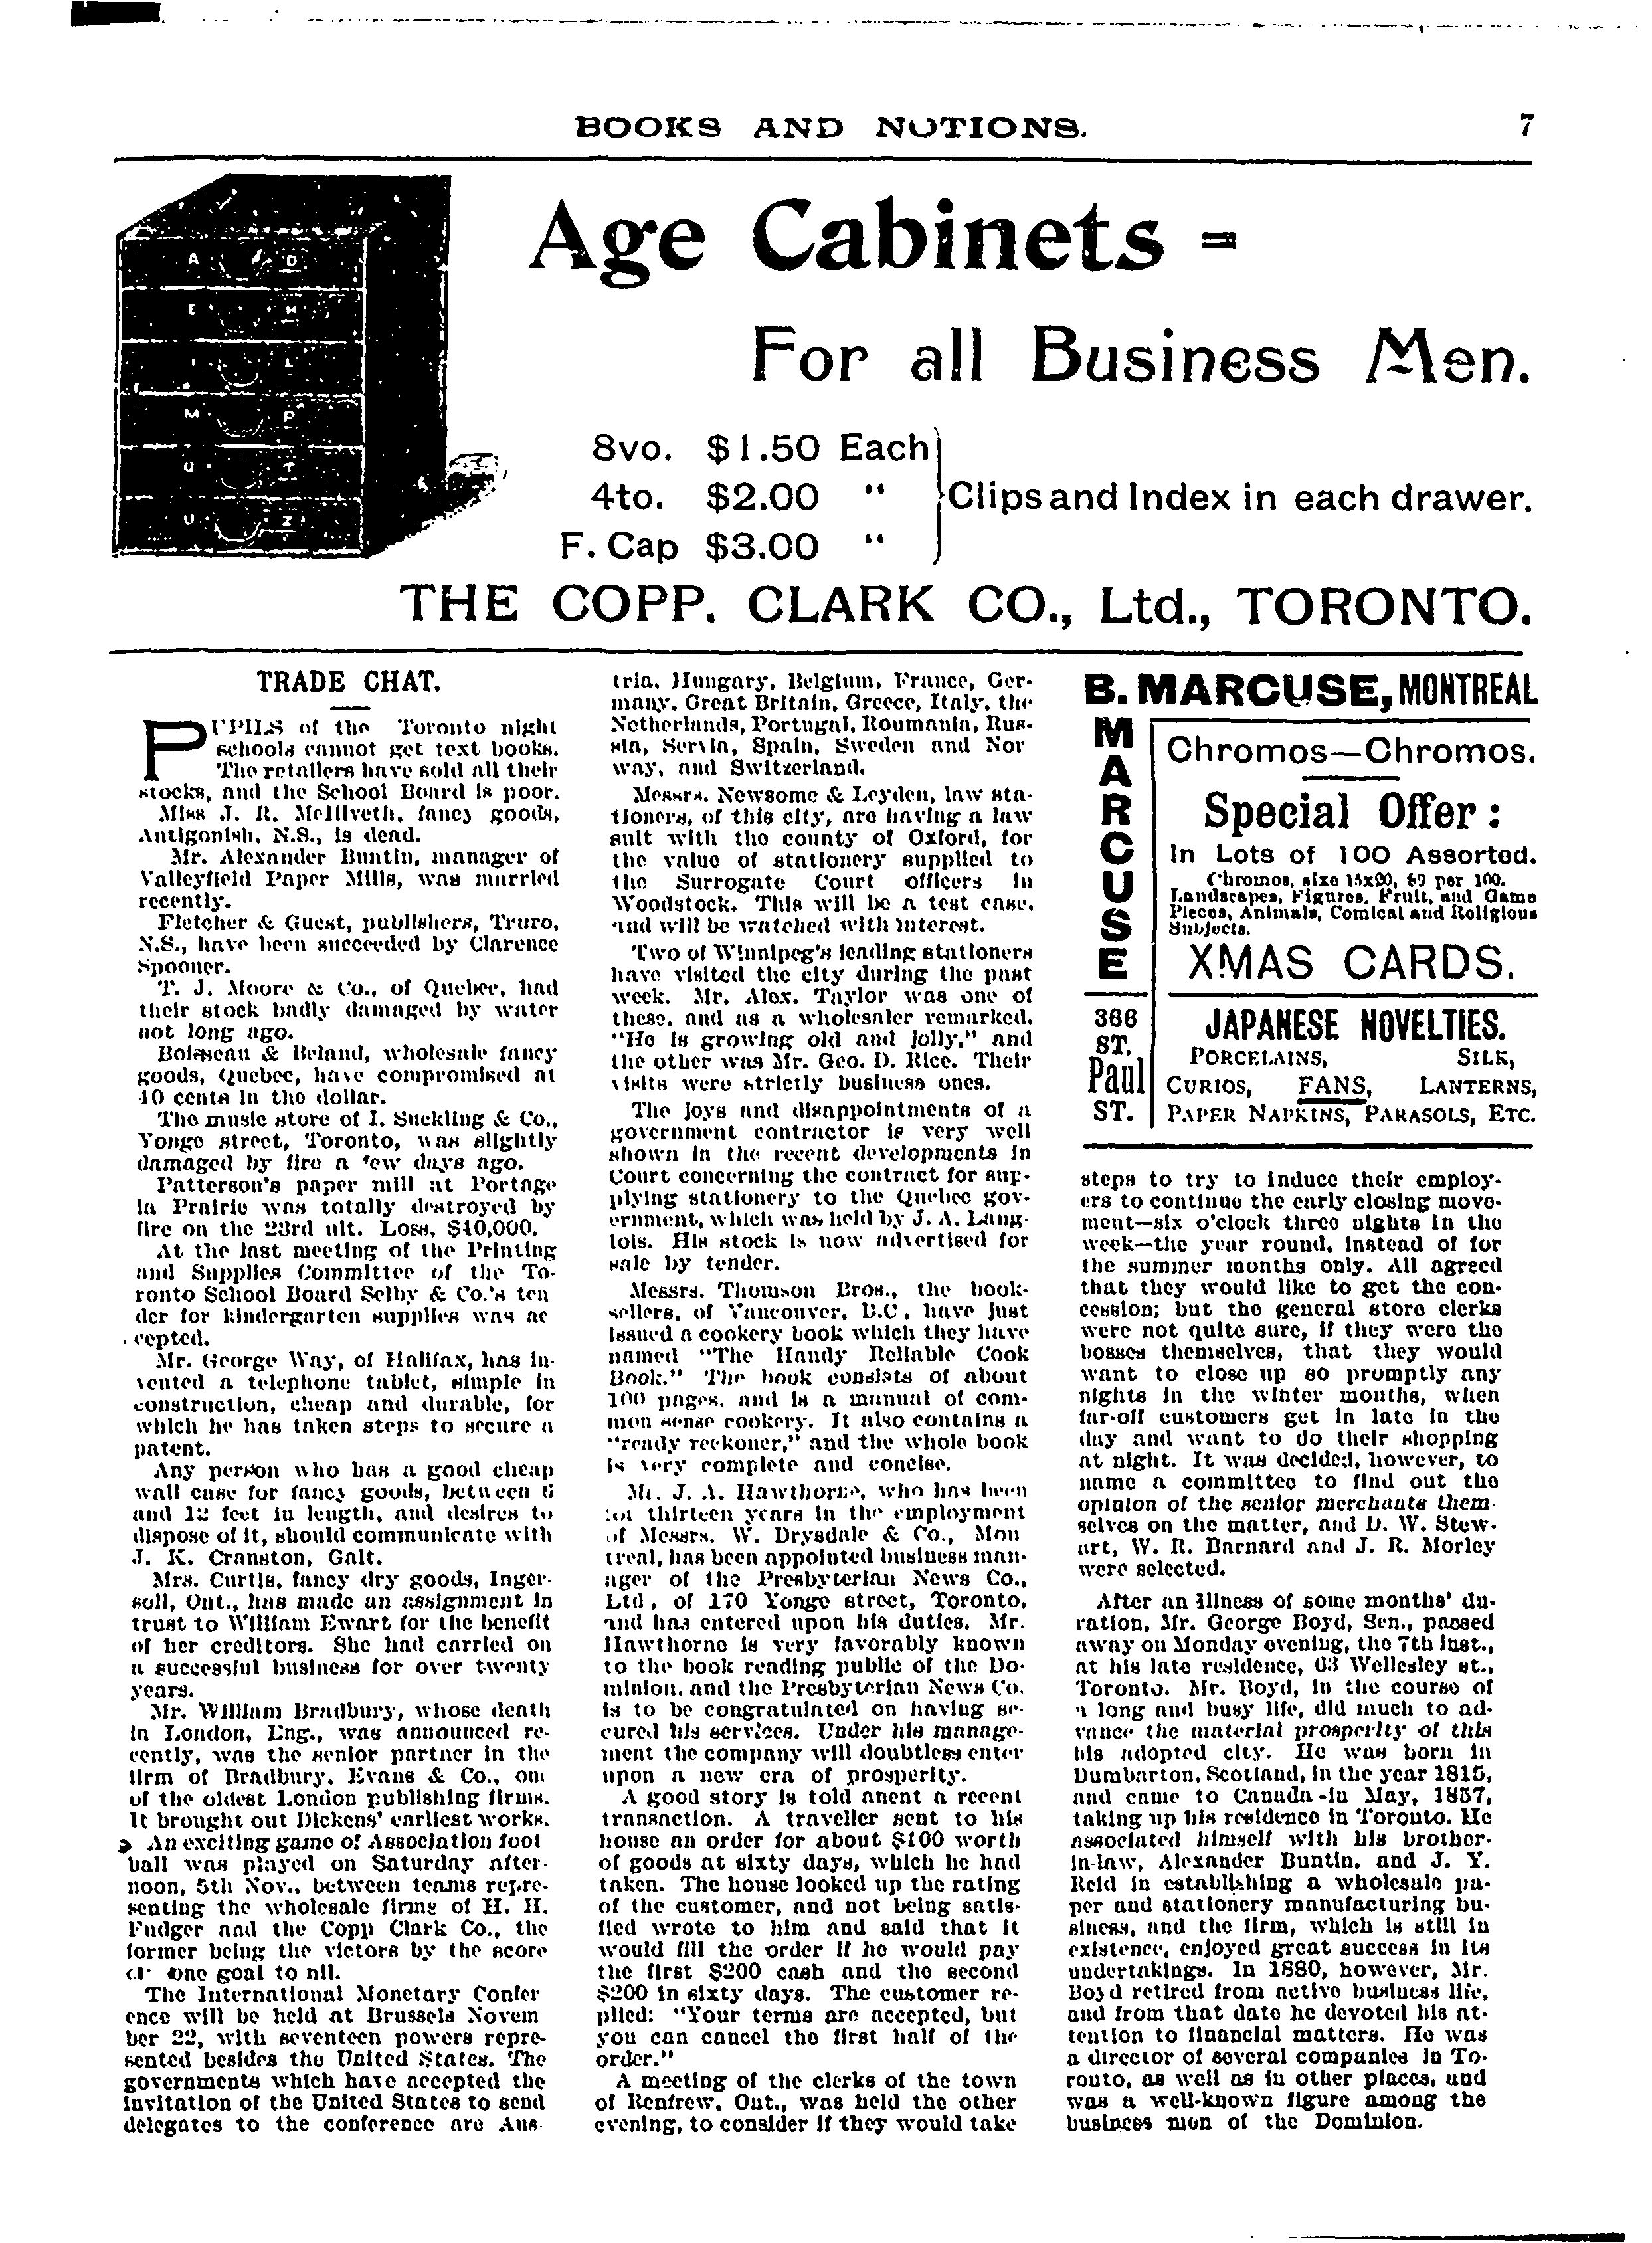 BOOKS AND NOTIONS.
7
Age Cabinets =
For all Business Men.
8vo. $1.50 Each
4to. $2.00 "
F. Cap $3.00 "
Clips and Index in each drawer.
A D
E H
I L
M P
Q T
U Z
THE COPP, CLARK CO., Ltd., TORONTO.
TRADE CHAT.
PUPILS of the Toronto night
schools cannot get text books.
The retailers have sold all their
stocks, and the School Board is poor.
Miss J. R. McIlveth, fancy goods,
Antigonish, N.S., is dead.
Mr. Alexander Buntin, manager of
Valleyfield Paper Mills, was married
recently.
Fletcher & Guest, publishers, Truro,
N.S., have been succeeded by Clarence
Spooner.
T. J. Moore & Co., of Quebec, had
their stock badly damaged by water
not long ago.
Boisseau & Beland, wholesale fancy
goods, Quebec, have compromised at
40 cents in the dollar.
The music store of I. Suckling & Co.,
Yonge street, Toronto, was slightly
damaged by fire a few days ago.
Patterson's paper mill at Portage
la Prairie was totally destroyed by
fire on the 23rd ult. Loss, $40,000.
At the last meeting of the Printing
and Supplies Committee of the To-
ronto School Board Selby & Co.'s ten
der for kindergarten supplies was ac
cepted.
Mr. George Way, of Halifax, has in-
vented a telephone tablet, simple in
construction, cheap and durable, for
which he has taken steps to secure a
patent.
Any person who has a good cheap
wall case for fancy goods, between 6
and 12 feet in length, and desires to
dispose of it, should communicate with
J. K. Cranston, Galt.
Mrs. Curtis, fancy dry goods, Inger-
soll, Ont., has made an assignment in
trust to William Ewart for the benefit
of her creditors. She had carried on
a successful business for over twenty
years.
Mr. William Bradbury, whose death
in London, Eng., was announced re-
cently, was the senior partner in the
firm of Bradbury, Evans & Co., one
of the oldest London publishing firms.
It brought out Dickens' earliest works.
An exciting game of Association foot
ball was played on Saturday after-
noon, 5th Nov., between teams repre-
senting the wholesale firms of H. H.
Fudger and the Copp Clark Co., the
former being the victors by the score
of one goal to nil.
The International Monetary Confer
ence will be held at Brussels Novem
ber 22, with seventeen powers repre-
sented besides the United States. The
governments which have accepted the
invitation of the United States to send
delegates to the conference are Aus-
tria, Hungary, Belgium, France, Ger-
many, Great Britain, Greece, Italy, the
Netherlands, Portugal, Roumania, Rus-
sia, Servia, Spain, Sweden and Nor
way, and Switzerland.
Messrs. Newsome & Leyden, law sta-
tioners, of this city, are having a law
suit with the county of Oxford, for
the value of stationery supplied to
the Surrogate Court officers in
Woodstock. This will be a test case,
and will be watched with interest.
Two of Winnipeg's leading stationers
have visited the city during the past
week. Mr. Alex. Taylor was one of
these, and as a wholesaler remarked,
"He is growing old and jolly," and
the other was Mr. Geo. D. Rice. Their
visits were strictly business ones.
The joys and disappointments of a
government contractor is very well
shown in the recent developments in
Court concerning the contract for sup-
plying stationery to the Quebec gov-
ernment, which was held by J. A. Lang-
lois. His stock is now advertised for
sale by tender.
Messrs. Thomson Bros., the book-
sellers, of Vancouver, B.C, have just
issued a cookery book which they have
named "The Handy Reliable Cook
Book." The book consists of about
100 pages, and is a manual of com-
mon sense cookery. It also contains a
"ready reckoner," and the whole book
is very complete and concise.
Mr. J. A. Hawthorne, who has been
for thirteen years in the employment
of Messrs. W. Drysdale & Co., Mon
treal, has been appointed business man-
ager of the Presbyterian News Co.,
Ltd, of 170 Yonge street, Toronto,
and has entered upon his duties. Mr.
Hawthorne is very favorably known
to the book reading public of the Do-
minion, and the Presbyterian News Co.
is to be congratulated on having se-
cured his services. Under his manage-
ment the company will doubtless enter
upon a new era of prosperity.
A good story is told anent a recent
transaction. A traveller sent to his
house an order for about $400 worth
of goods at sixty days, which he had
taken. The house looked up the rating
of the customer, and not being satis-
fied wrote to him and said that it
would fill the order if he would pay
the first $200 cash and the second
$200 in sixty days. The customer re-
plied: "Your terms are accepted, but
you can cancel the first half of the
order."
A meeting of the clerks of the town
of Renfrew, Ont., was held the other
evening, to consider if they would take
B. MARCUSE, MONTREAL
MARCUSE
366
ST.
Paul
ST.
Chromos—Chromos.
Special Offer:
In Lots of 100 Assorted.
Chromos, size 15x20, $9 per 100.
Landscapes, Figures, Fruit, and Game
Pieces, Animals, Comical and Religious
Subjects.
XMAS CARDS.
JAPANESE NOVELTIES.
PORCELAINS, SILK,
CURIOS, FANS, LANTERNS,
PAPER NAPKINS, PARASOLS, ETC.
steps to try to induce their employ-
ers to continue the early closing move-
ment—six o'clock three nights in the
week—the year round, instead of for
the summer months only. All agreed
that they would like to get the con-
cession; but the general store clerks
were not quite sure, if they were the
bosses themselves, that they would
want to close up so promptly any
nights in the winter months, when
far-off customers get in late in the
day and want to do their shopping
at night. It was decided, however, to
name a committee to find out the
opinion of the senior merchants them-
selves on the matter, and D. W. Stew-
art, W. R. Barnard and J. R. Morley
were selected.
After an illness of some months' du-
ration, Mr. George Boyd, Sen., passed
away on Monday evening, the 7th inst.,
at his late residence, 63 Wellesley st.,
Toronto. Mr. Boyd, in the course of
a long and busy life, did much to ad-
vance the material prosperity of this
his adopted city. He was born in
Dumbarton, Scotland, in the year 1815,
and came to Canada in May, 1857,
taking up his residence in Toronto. He
associated himself with his brother-
in-law, Alexander Buntin, and J. Y.
Reid in establishing a wholesale pa-
per and stationery manufacturing bu-
siness, and the firm, which is still in
existence, enjoyed great success in its
undertakings. In 1880, however, Mr.
Boyd retired from active business life,
and from that date he devoted his at-
tention to financial matters. He was
a director of several companies in To-
ronto, as well as in other places, and
was a well-known figure among the
business men of the Dominion.